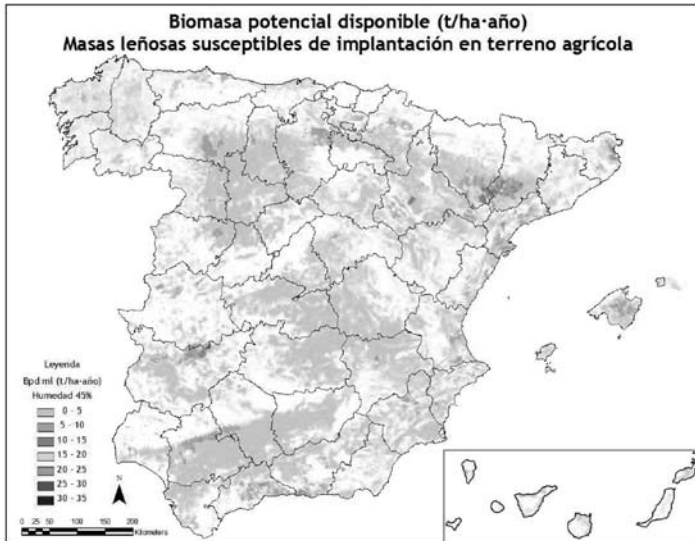 Biomasa potencial disponible (t/ha·año)
Masas leñosas susceptibles de implantación en terreno agrícola
Leyenda
Bpd ml (t/ha·año)
Humedad 45%
0 - 5
5 - 10
10 - 15
15 - 20
20 - 25
25 - 30
30 - 35
N
0 25 50 100 150 200
Kilometers